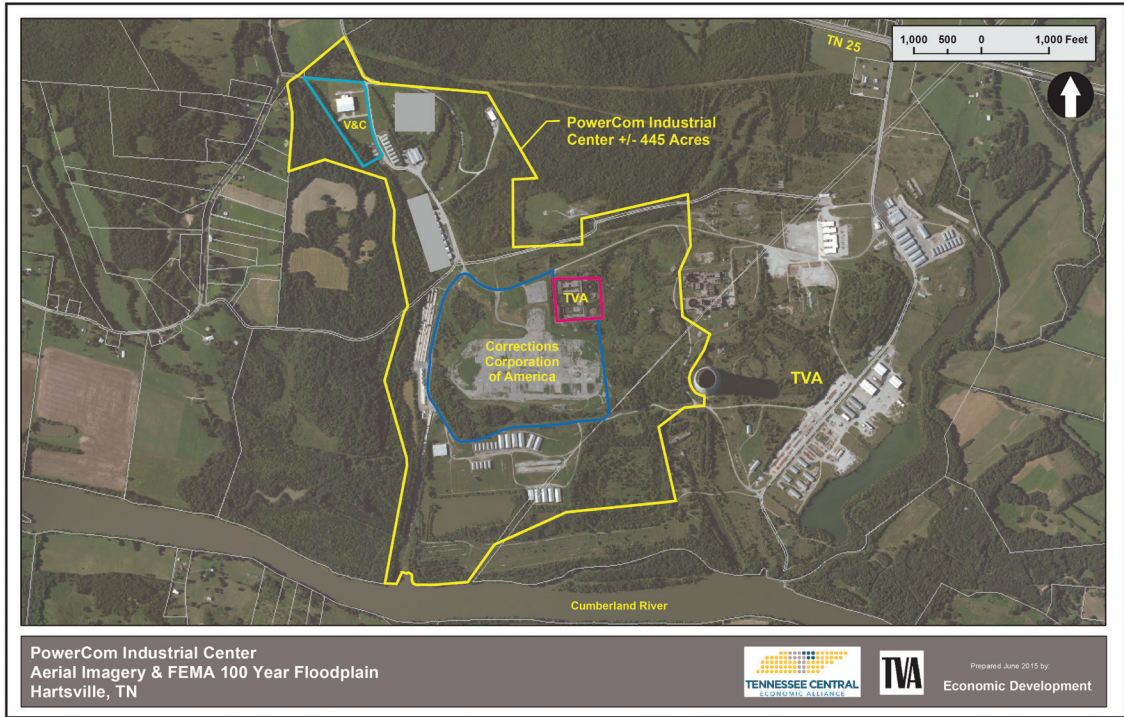 TN 25
1,000 500 0 1,000 Feet
V&C
PowerCom Industrial
Center +/- 445 Acres
TVA
Corrections
Corporation
of America
TVA
Cumberland River
PowerCom Industrial Center
Aerial Imagery & FEMA 100 Year Floodplain
Hartsville, TN
TENNESSEE CENTRAL
ECONOMIC ALLIANCE
TVA
Prepared June 2015 by:
Economic Development